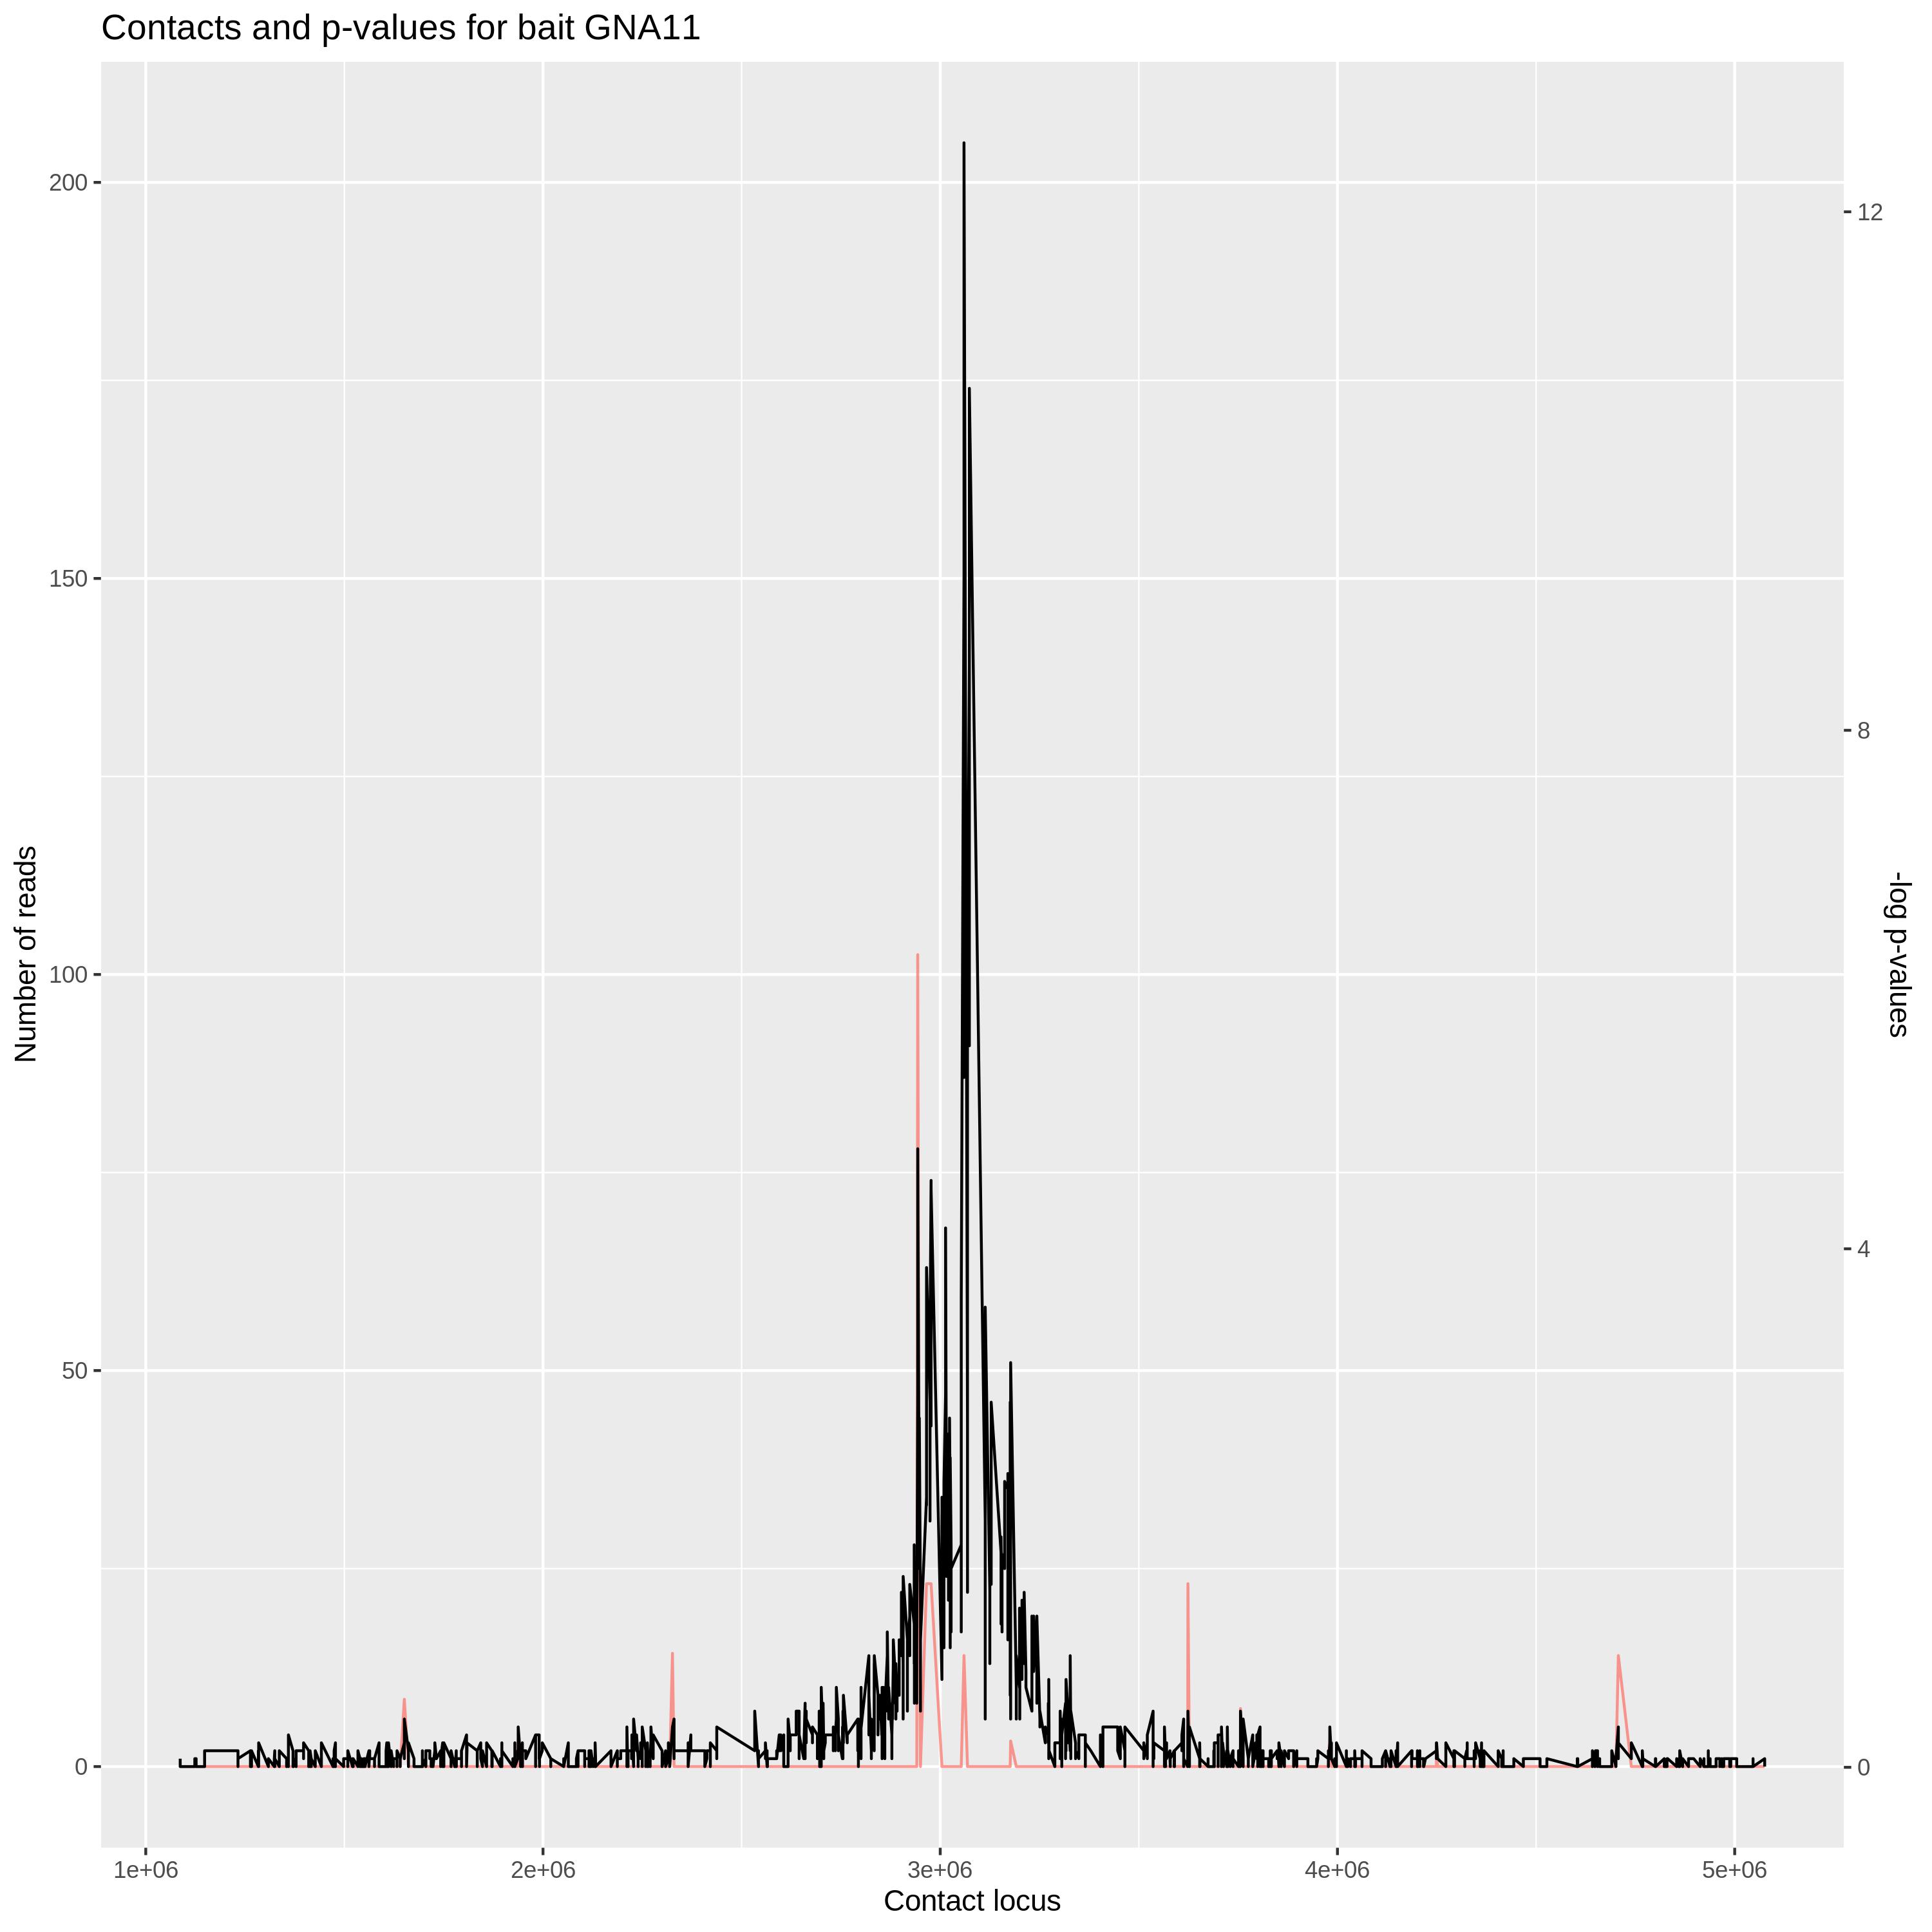 Contacts and p-values for bait GNA11
200
150
100
50
0
12
8
4
0
Number of reads
-log p-values
1e+06 2e+06 3e+06 4e+06 5e+06
Contact locus